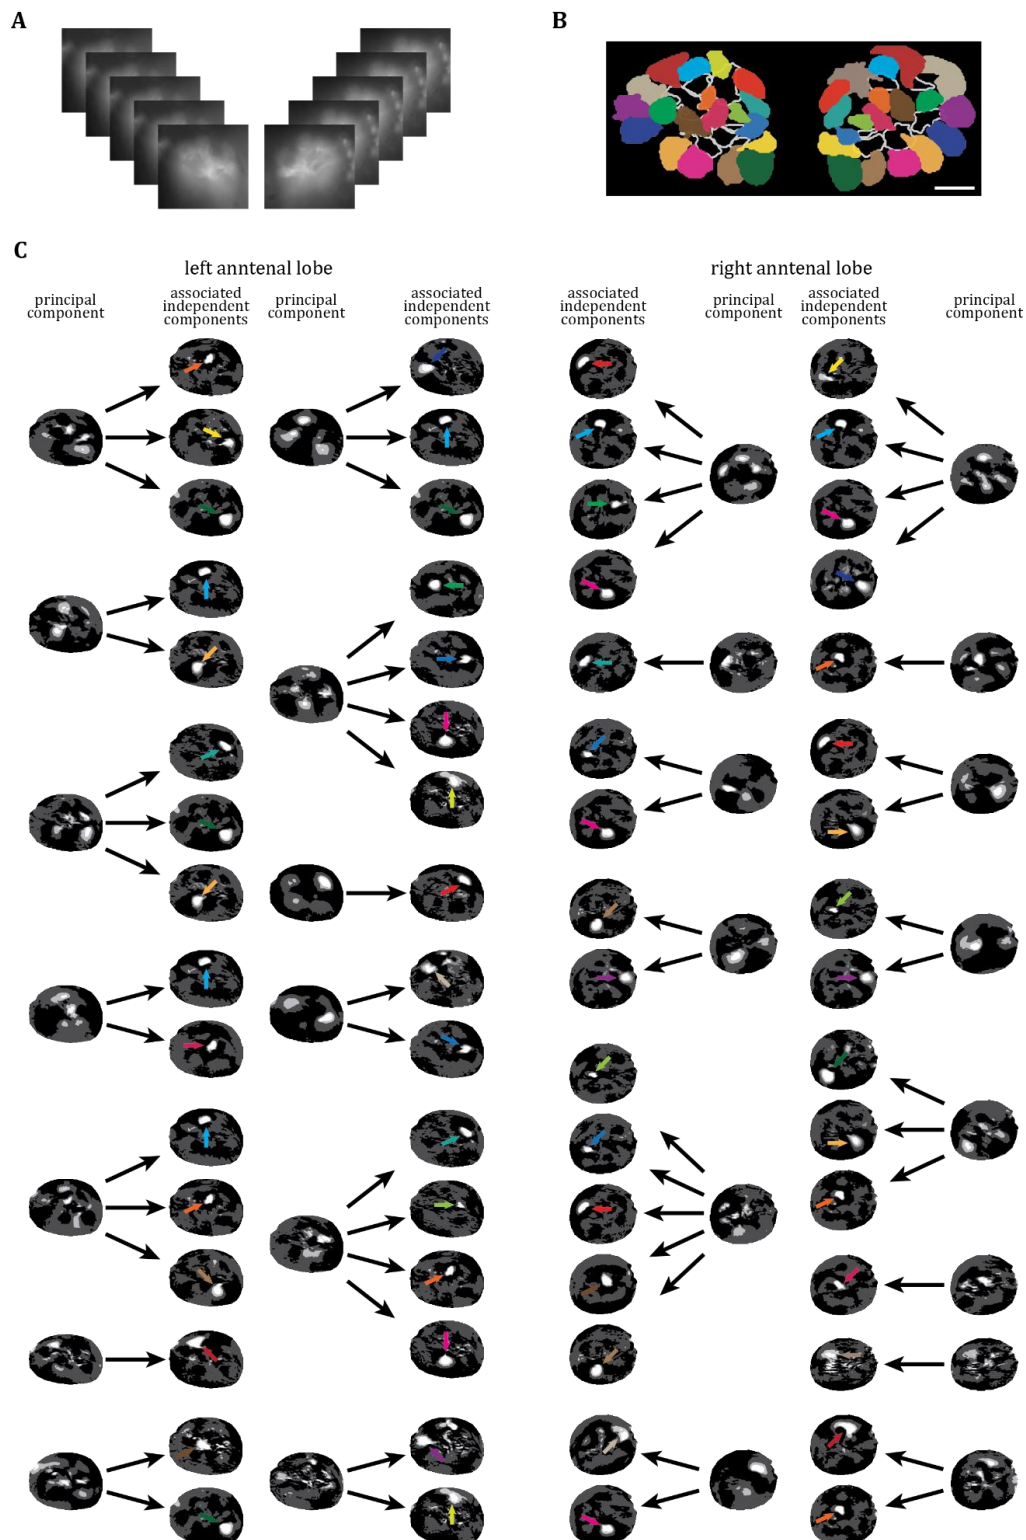 A
B
C
left anntenal lobe
right anntenal lobe
principal
component
associated
independent
components
principal
component
associated
independent
components
associated
independent
components
principal
component
associated
independent
components
principal
component